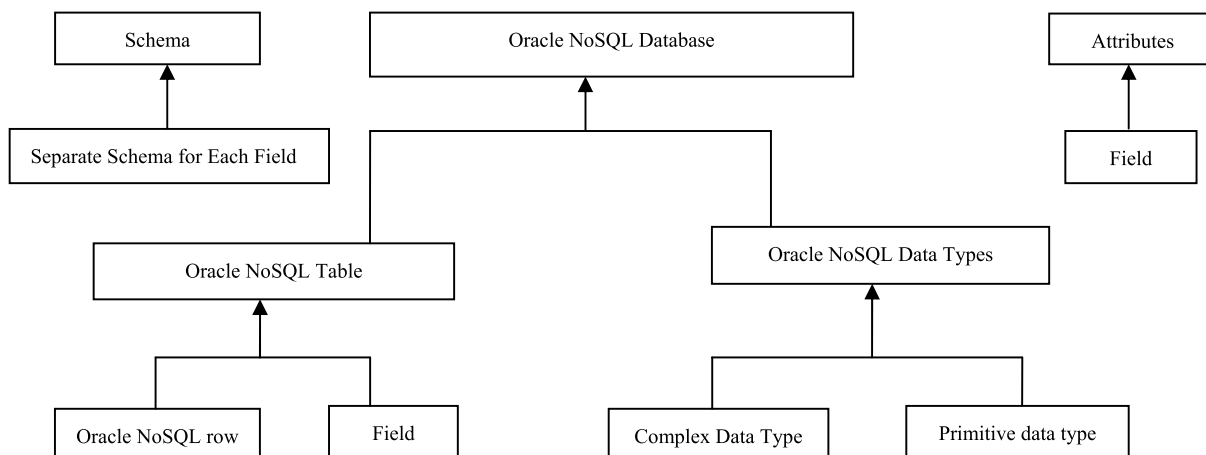 Schema
Oracle NoSQL Database
Attributes
Separate Schema for Each Field
Field
Oracle NoSQL Table
Oracle NoSQL Data Types
Oracle NoSQL row
Field
Complex Data Type
Primitive data type